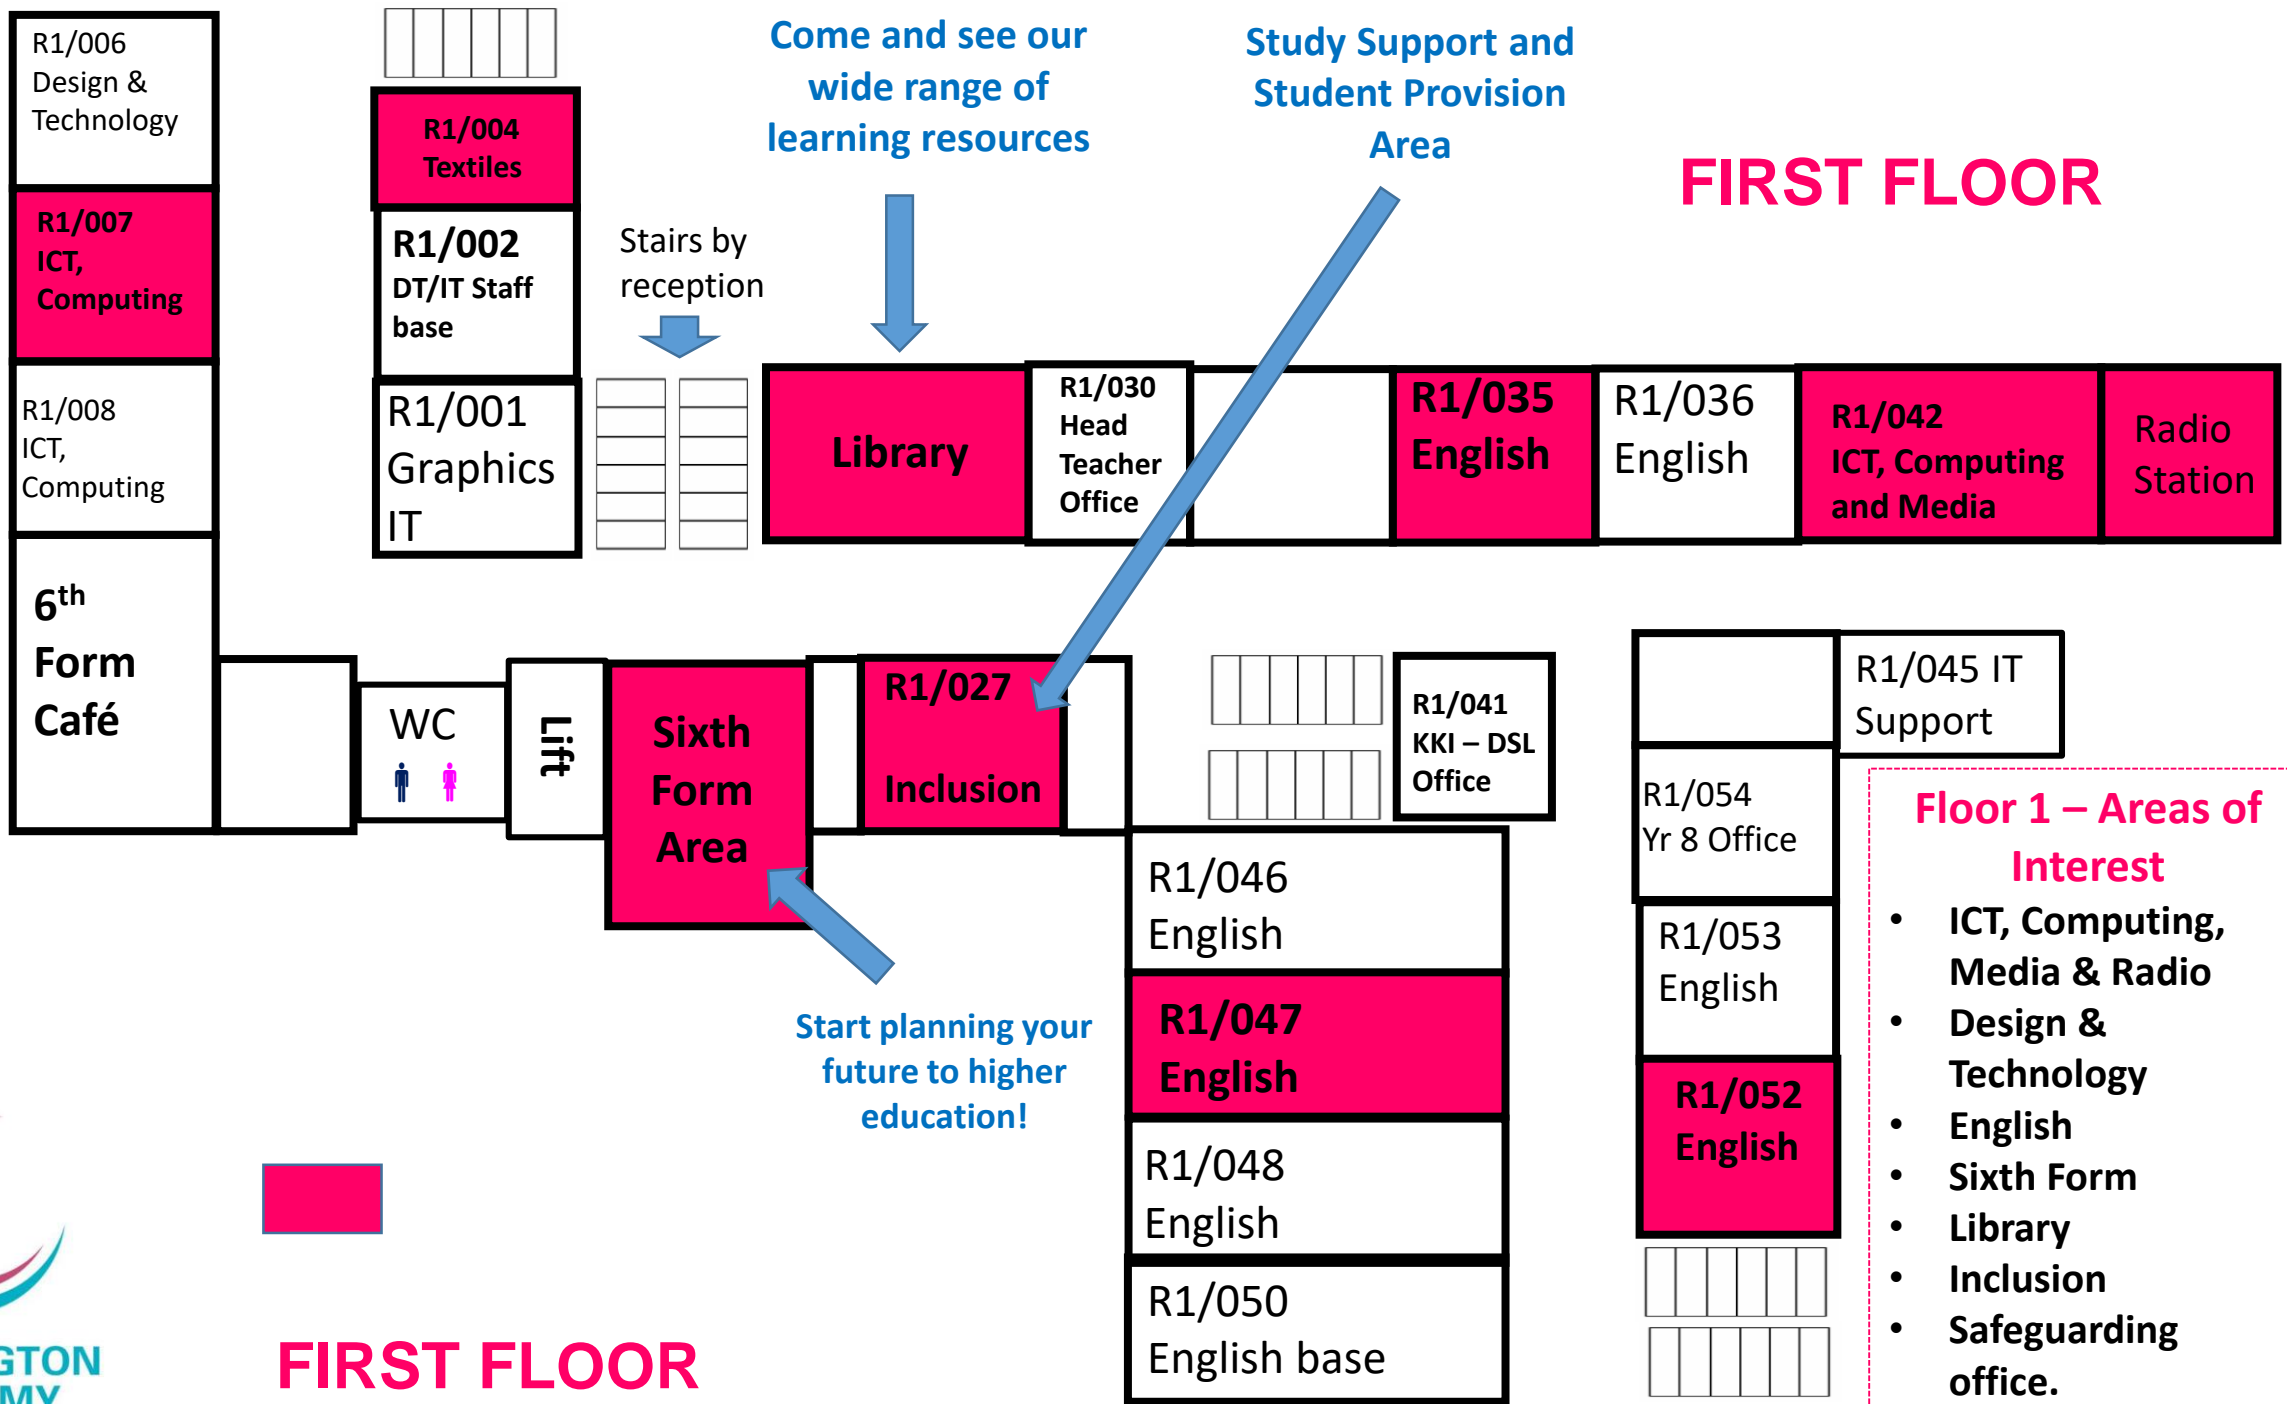 R1/006
Design &
Technology
R1/007
ICT,
Computing
R1/008
ICT,
Computing
6th
Form
Café
R1/004
Textiles
R1/002
DT/IT Staff
base
R1/001
Graphics
IT
Stairs by
reception
Come and see our
wide range of
learning resources
Study Support and
Student Provision
Area
FIRST FLOOR
Library
R1/030
Head
Teacher
Office
R1/035
English
R1/036
English
R1/042
ICT, Computing
and Media
Radio
Station
WC
Lift
Sixth
Form
Area
R1/027
Inclusion
R1/041
KKI – DSL
Office
R1/045 IT
Support
R1/054
Yr 8 Office
R1/053
English
R1/052
English
R1/046
English
R1/047
English
R1/048
English
R1/050
English base
Start planning your
future to higher
education!
Floor 1 – Areas of
Interest
• ICT, Computing,
Media & Radio
• Design &
Technology
• English
• Sixth Form
• Library
• Inclusion
• Safeguarding
office.
FIRST FLOOR
GTON
MY